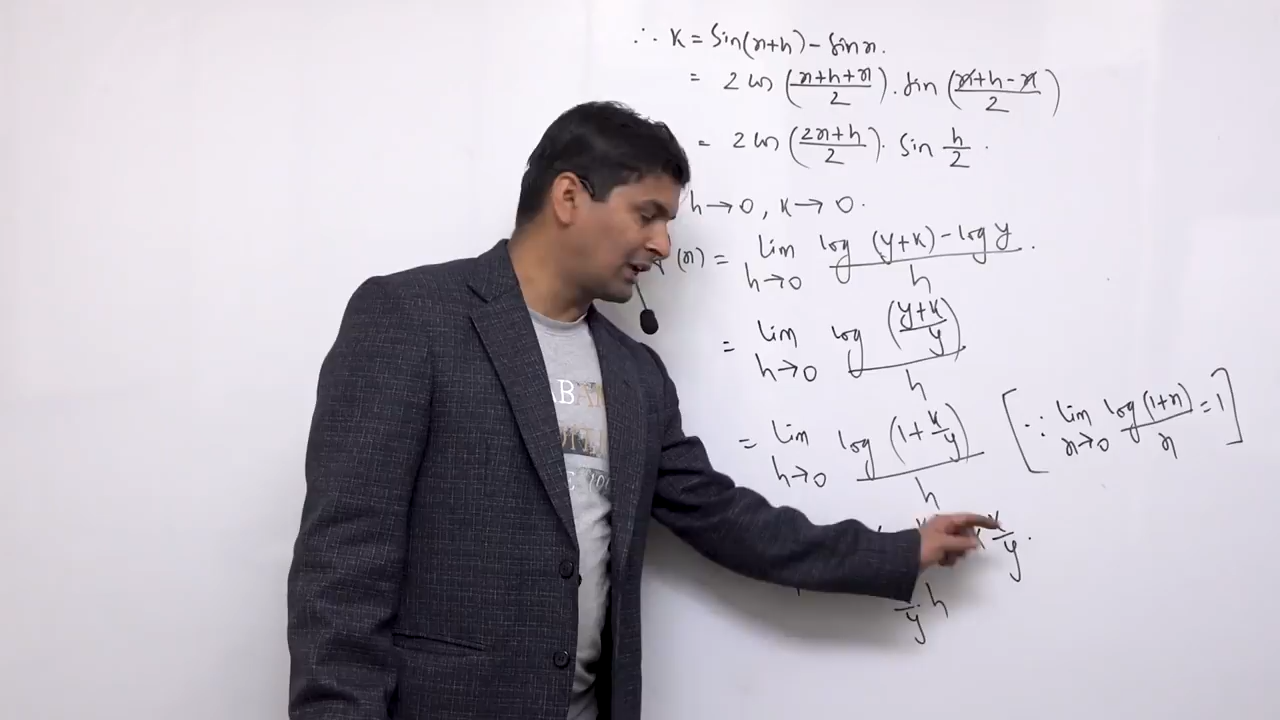 ∴ K = Sin(x+h) - Sin x.
= 2 cos ((x+h+x)/2) . Sin ((x+h-x)/2)
= 2 cos ((2x+h)/2) . Sin h/2 .
h→0, K→0.
(x) = lim h→0 (log (y+K) - log y)/h .
= lim h→0 log ((y+K)/y)/h
= lim h→0 log (1+K/y)/h [∵ lim x→0 log(1+x)/x = 1]
× K/y .
/y h